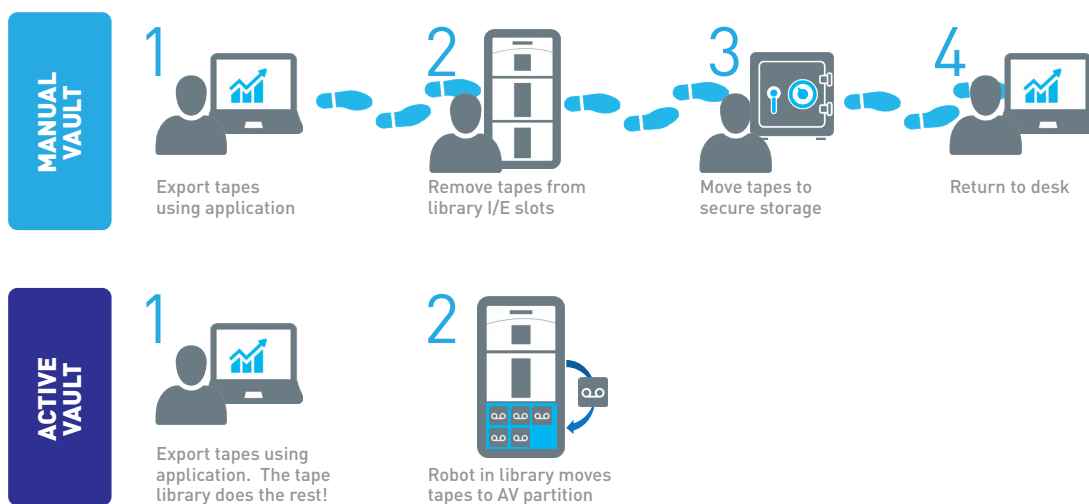 MANUAL
VAULT
1
2
3
4
Export tapes
using application
Remove tapes from
library I/E slots
Move tapes to
secure storage
Return to desk
ACTIVE
VAULT
1
2
Export tapes using
application. The tape
library does the rest!
Robot in library moves
tapes to AV partition